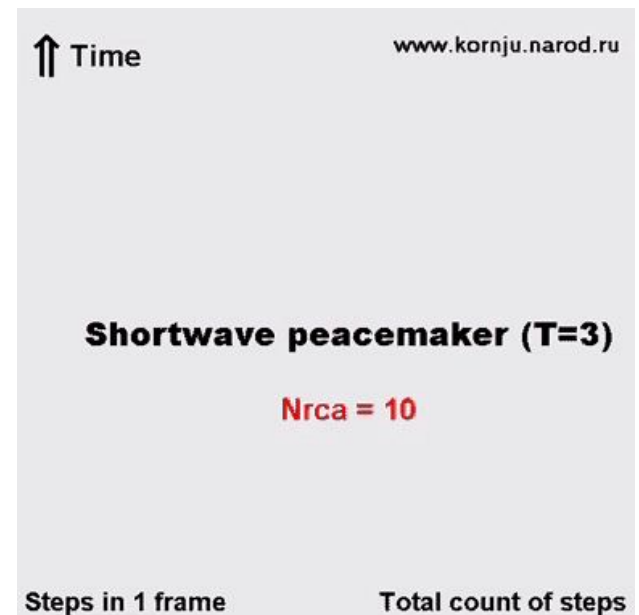 ⇑ Time
www.kornju.narod.ru
Shortwave peacemaker (T=3)
Nrca = 10
Steps in 1 frame
Total count of steps